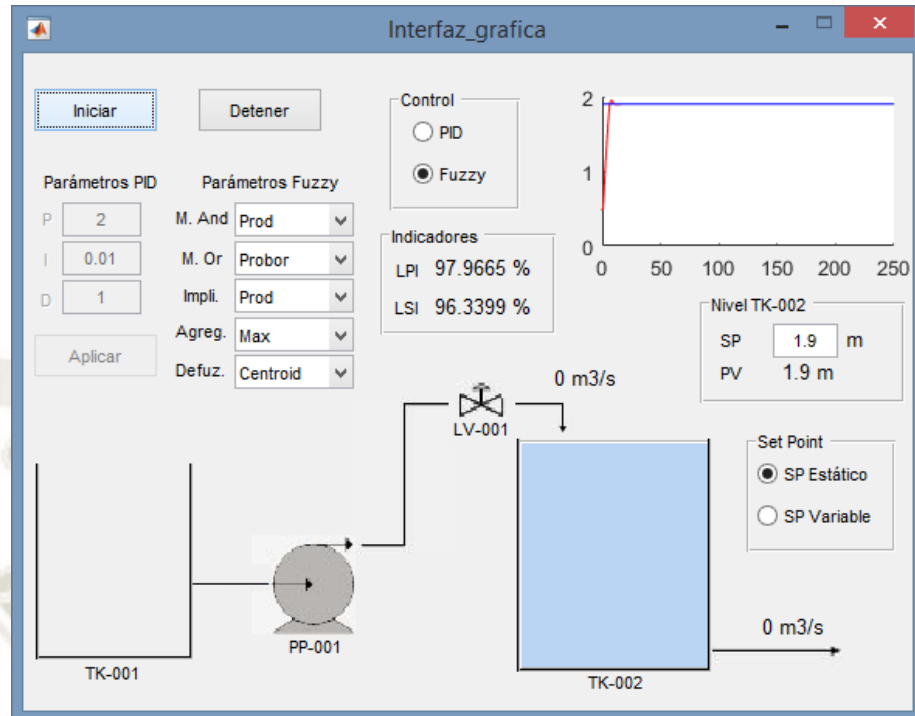 Interfaz_grafica
Iniciar
Detener
Control
PID
Fuzzy
Parámetros PID
P 2
I 0.01
D 1
Aplicar
Parámetros Fuzzy
M. And Prod
M. Or Probor
Impli. Prod
Agreg. Max
Defuz. Centroid
Indicadores
LPI 97.9665 %
LSI 96.3399 %
2
1
0
0 50 100 150 200 250
Nivel TK-002
SP 1.9 m
PV 1.9 m
0 m3/s
LV-001
Set Point
SP Estático
SP Variable
0 m3/s
PP-001
TK-001
TK-002